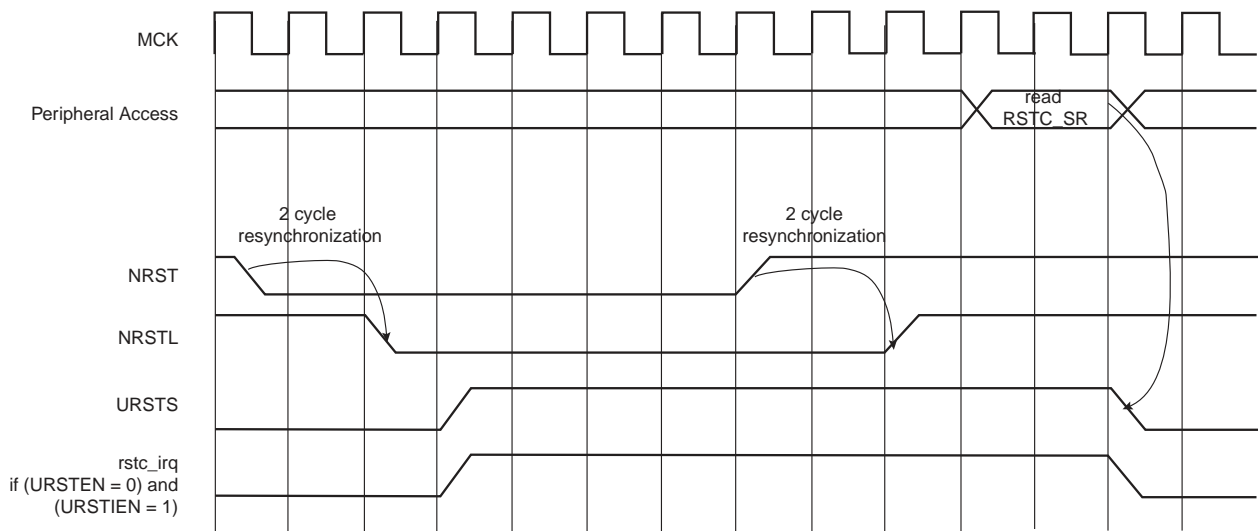 MCK
Peripheral Access
read
RSTC_SR
2 cycle
resynchronization
2 cycle
resynchronization
NRST
NRSTL
URSTS
rstc_irq
if (URSTEN = 0) and
(URSTIEN = 1)